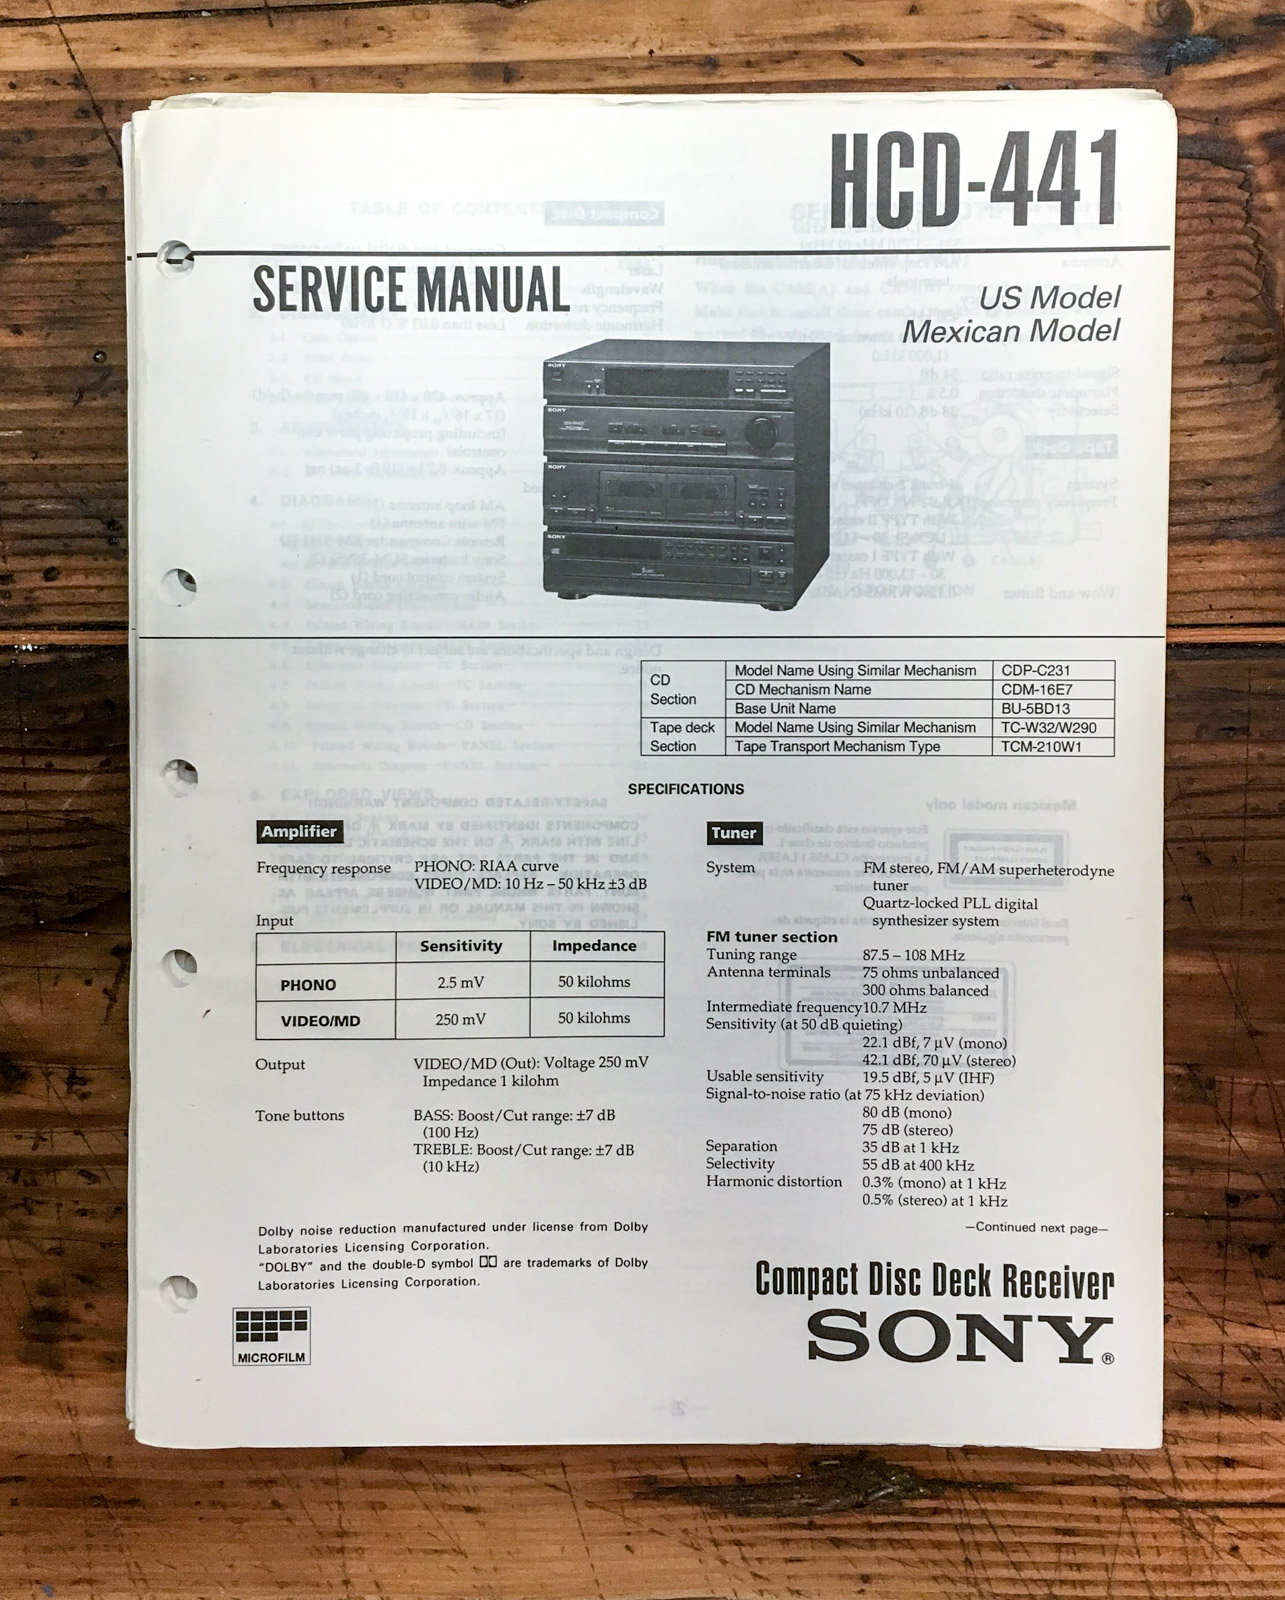 HCD-441
SERVICE MANUAL
US Model
Mexican Model
SONY
SONY
SONY
SONY
CD Section
Model Name Using Similar Mechanism CDP-C231
CD Mechanism Name CDM-16E7
Base Unit Name BU-5BD13
Tape deck Section
Model Name Using Similar Mechanism TC-W32/W290
Tape Transport Mechanism Type TCM-210W1
SPECIFICATIONS
Amplifier
Frequency response PHONO: RIAA curve
VIDEO/MD: 10 Hz – 50 kHz ±3 dB
Input
Sensitivity Impedance
PHONO 2.5 mV 50 kilohms
VIDEO/MD 250 mV 50 kilohms
Output VIDEO/MD (Out): Voltage 250 mV
Impedance 1 kilohm
Tone buttons BASS: Boost/Cut range: ±7 dB
(100 Hz)
TREBLE: Boost/Cut range: ±7 dB
(10 kHz)
Dolby noise reduction manufactured under license from Dolby
Laboratories Licensing Corporation.
"DOLBY" and the double-D symbol are trademarks of Dolby
Laboratories Licensing Corporation.
MICROFILM
Tuner
System FM stereo, FM/AM superheterodyne
tuner
Quartz-locked PLL digital
synthesizer system
FM tuner section
Tuning range 87.5 – 108 MHz
Antenna terminals 75 ohms unbalanced
300 ohms balanced
Intermediate frequency 10.7 MHz
Sensitivity (at 50 dB quieting)
22.1 dBf, 7 µV (mono)
42.1 dBf, 70 µV (stereo)
Usable sensitivity 19.5 dBf, 5 µV (IHF)
Signal-to-noise ratio (at 75 kHz deviation)
80 dB (mono)
75 dB (stereo)
Separation 35 dB at 1 kHz
Selectivity 55 dB at 400 kHz
Harmonic distortion 0.3% (mono) at 1 kHz
0.5% (stereo) at 1 kHz
—Continued next page—
Compact Disc Deck Receiver
SONY®